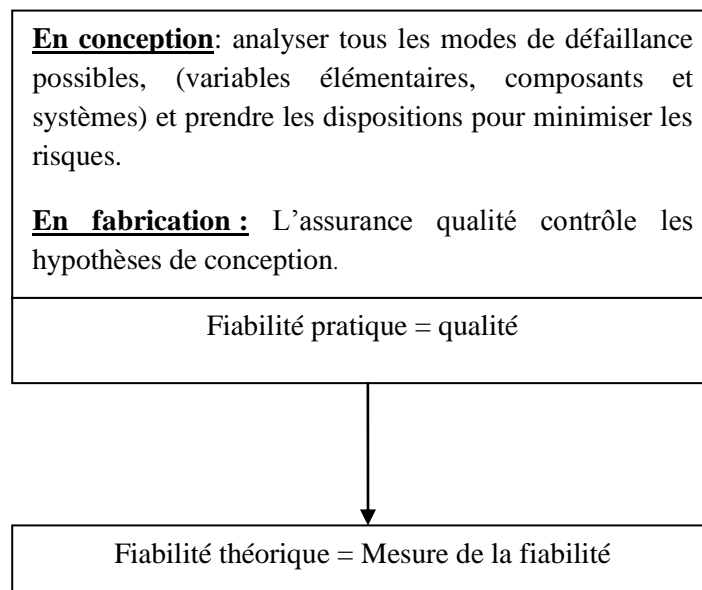 En conception: analyser tous les modes de défaillance
possibles, (variables élémentaires, composants et
systèmes) et prendre les dispositions pour minimiser les
risques.
En fabrication : L’assurance qualité contrôle les
hypothèses de conception.
Fiabilité pratique = qualité
Fiabilité théorique = Mesure de la fiabilité